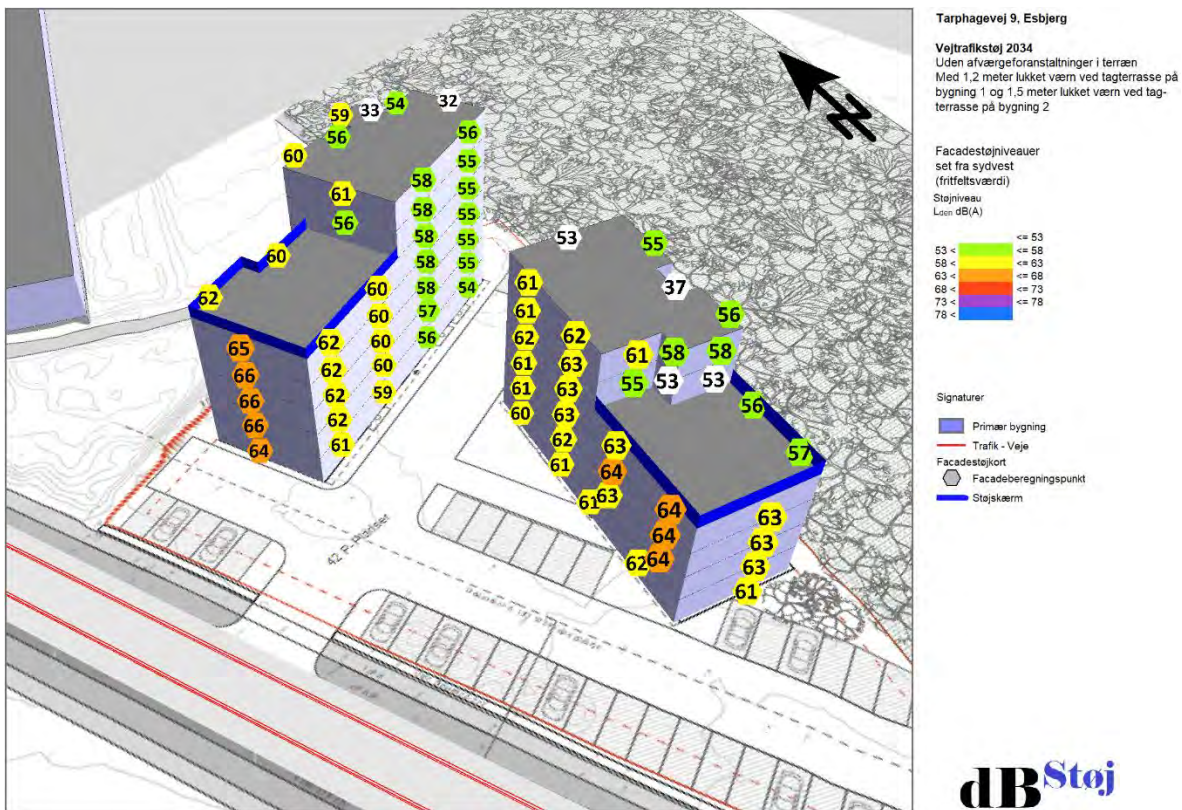 Tarphagevej 9, Esbjerg
Vejtrafikstøj 2034
Uden afværgeforanstaltninger i terræn
Med 1,2 meter lukket værn ved tagterrasse på
bygning 1 og 1,5 meter lukket værn ved tag-
terrasse på bygning 2
Facadestøjniveauer
set fra sydvest
(fritfeltsværdi)
Støjniveau
Lden dB(A)
<= 53
53 < <= 58
58 < <= 63
63 < <= 68
68 < <= 73
73 < <= 78
78 <
Signaturer
Primær bygning
Trafik - Veje
Facadestøjkort
Facadeberegningspunkt
Støjskærm
dB Støj
59 33 54 32
56
60
61
56
60
62
56
55
55
55
55
55
54
58
58
58
58
58
57
56
60
60
60
60
59
62
62
62
62
61
65
66
66
66
64
53
55
37
56
61
58
58
55
53
53
56
57
61
61
62
61
61
60
62
63
63
63
62
61
63
64
63
61
64
64
64
62
63
63
63
61
42 P-Pladser